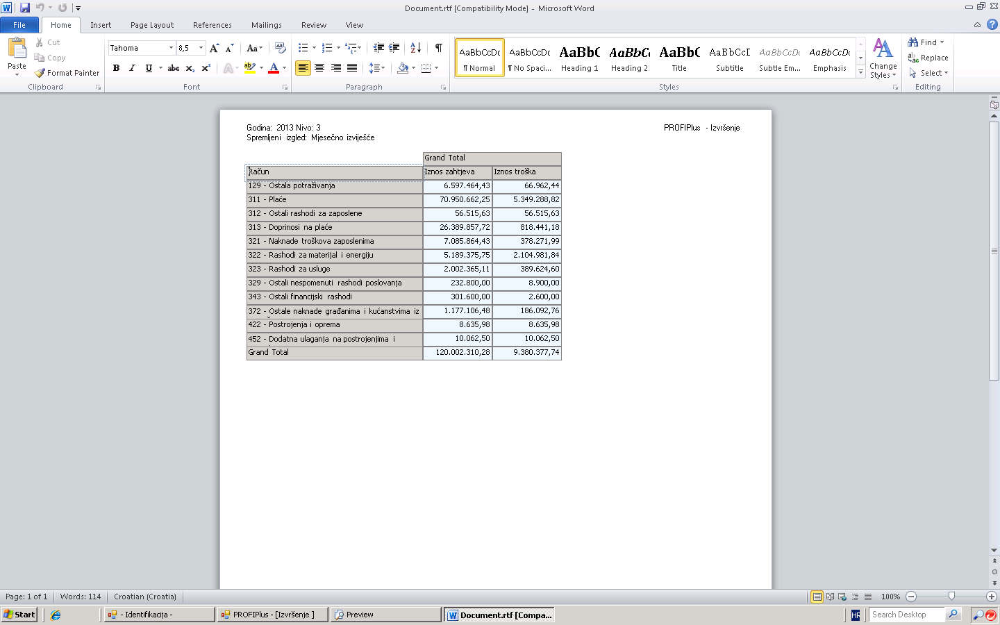 Document.rtf [Compatibility Mode] - Microsoft Word
File Home Insert Page Layout References Mailings Review View
Paste
Cut
Copy
Format Painter
Clipboard
Tahoma 8,5
Font
Paragraph
AaBbCcDc AaBbCcDc AaBbC AaBbCc AaBbC AaBbCcI AaBbCcDc AaBbCcDc
¶ Normal ¶ No Spaci... Heading 1 Heading 2 Title Subtitle Subtle Em... Emphasis
Change Styles
Styles
Find
Replace
Select
Editing
Godina: 2013 Nivo: 3 PROFIPlus - Izvršenje
Spremljeni izgled: Mjesečno izviješće
Grand Total
Račun Iznos zahtjeva Iznos troška
129 - Ostala potraživanja 6.597.464,43 66.962,44
311 - Plaće 70.950.662,25 5.349.288,82
312 - Ostali rashodi za zaposlene 56.515,63 56.515,63
313 - Doprinosi na plaće 26.389.857,72 818.441,18
321 - Naknade troškova zaposlenima 7.085.864,43 378.271,99
322 - Rashodi za materijal i energiju 5.189.375,75 2.104.981,84
323 - Rashodi za usluge 2.002.365,11 389.624,60
329 - Ostali nespomenuti rashodi poslovanja 232.800,00 8.900,00
343 - Ostali financijski rashodi 301.600,00 2.600,00
372 - Ostale naknade građanima i kućanstvima iz 1.177.106,48 186.092,76
422 - Postrojenja i oprema 8.635,98 8.635,98
452 - Dodatna ulaganja na postrojenjima i 10.062,50 10.062,50
Grand Total 120.002.310,28 9.380.377,74
Page: 1 of 1 Words: 114 Croatian (Croatia) 100%
Start - Identifikacija - PROFIPlus - [Izvršenje ] Preview Document.rtf [Compa... HR Search Desktop